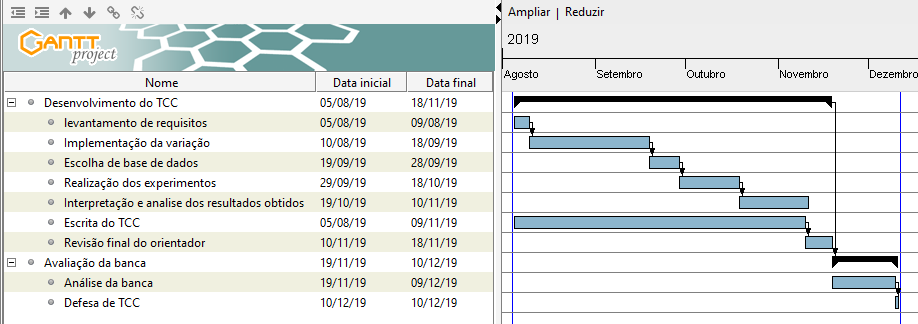 Ampliar | Reduzir
GANTT
project
2019
Nome Data inicial Data final
Agosto Setembro Outubro Novembro Dezembro
Desenvolvimento do TCC 05/08/19 18/11/19
levantamento de requisitos 05/08/19 09/08/19
Implementação da variação 10/08/19 18/09/19
Escolha de base de dados 19/09/19 28/09/19
Realização dos experimentos 29/09/19 18/10/19
Interpretação e analise dos resultados obtidos 19/10/19 10/11/19
Escrita do TCC 05/08/19 09/11/19
Revisão final do orientador 10/11/19 18/11/19
Avaliação da banca 19/11/19 10/12/19
Análise da banca 19/11/19 09/12/19
Defesa de TCC 10/12/19 10/12/19